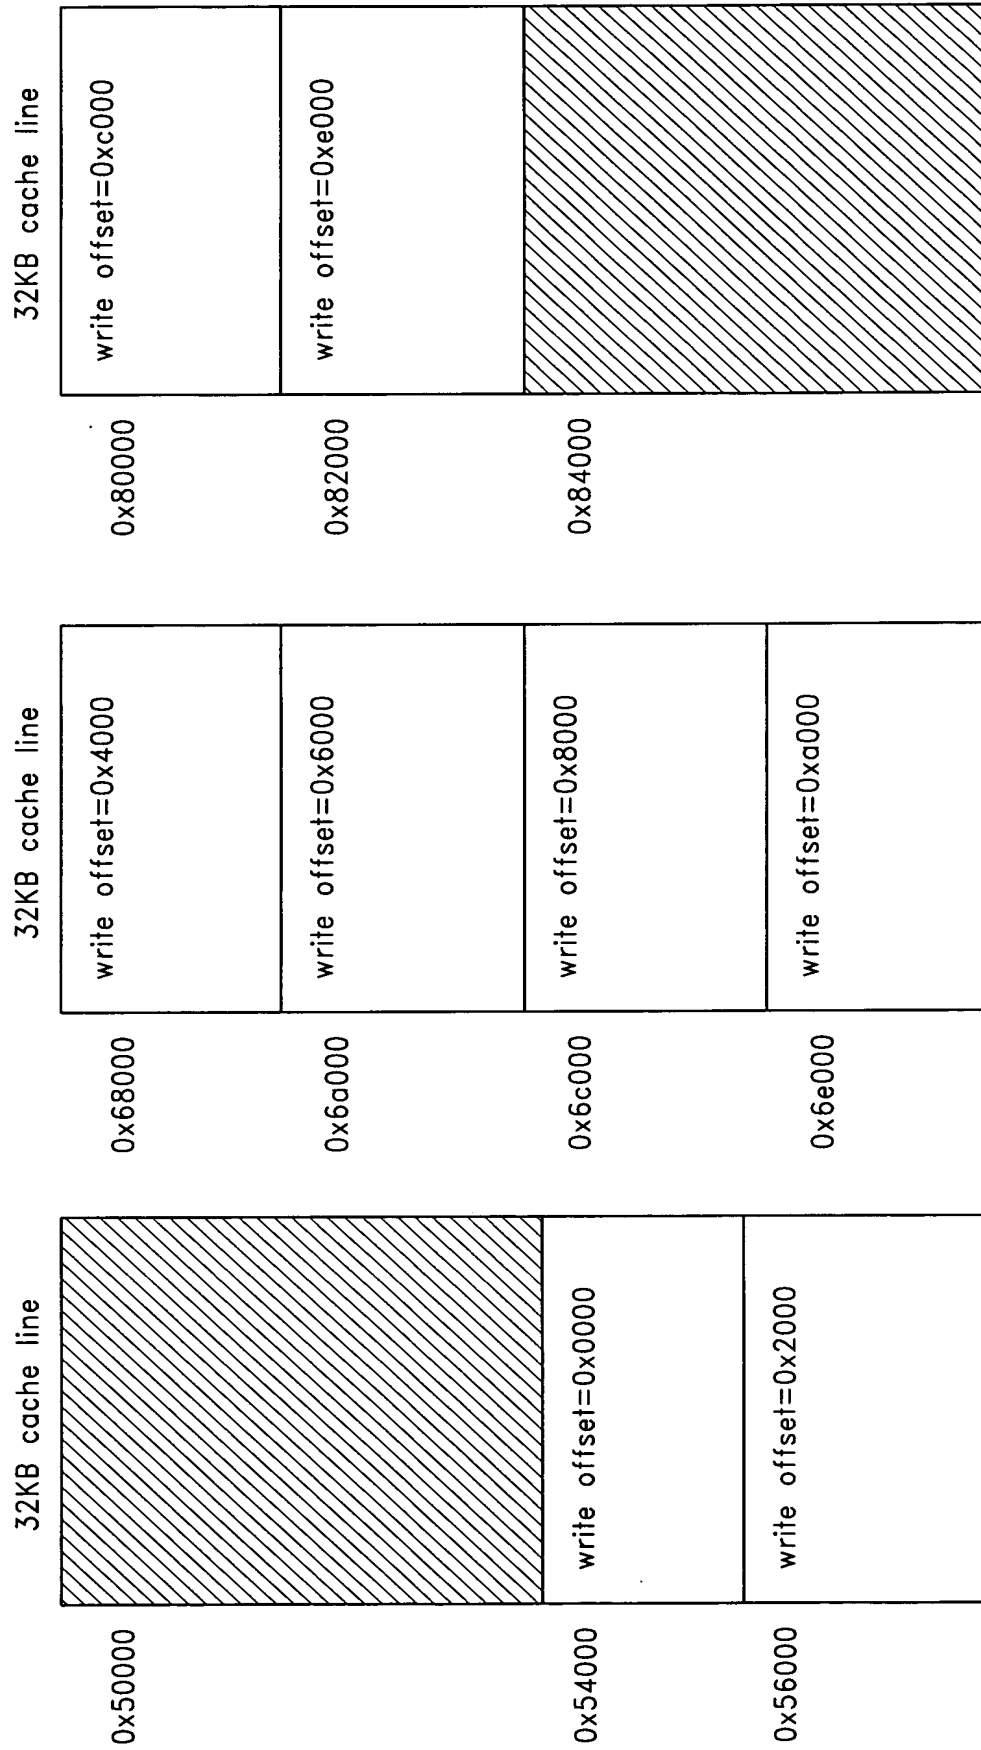 32KB cache line
0x50000
0x54000
write offset=0x0000
0x56000
write offset=0x2000
32KB cache line
0x68000
write offset=0x4000
0x6a000
write offset=0x6000
0x6c000
write offset=0x8000
0x6e000
write offset=0xa000
32KB cache line
0x80000
write offset=0xc000
0x82000
write offset=0xe000
0x84000